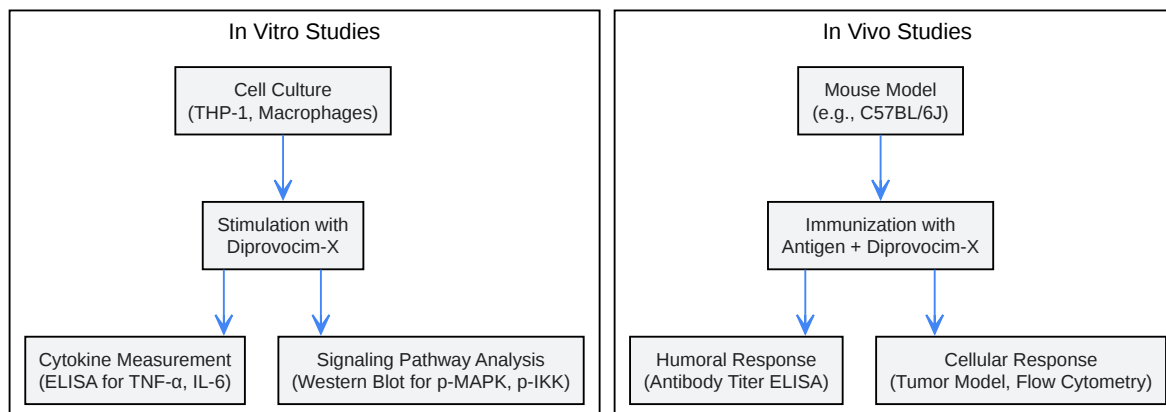 In Vitro Studies
Cell Culture
(THP-1, Macrophages)
Stimulation with
Diprovocim-X
Cytokine Measurement
(ELISA for TNF-α, IL-6)
Signaling Pathway Analysis
(Western Blot for p-MAPK, p-IKK)
In Vivo Studies
Mouse Model
(e.g., C57BL/6J)
Immunization with
Antigen + Diprovocim-X
Humoral Response
(Antibody Titer ELISA)
Cellular Response
(Tumor Model, Flow Cytometry)